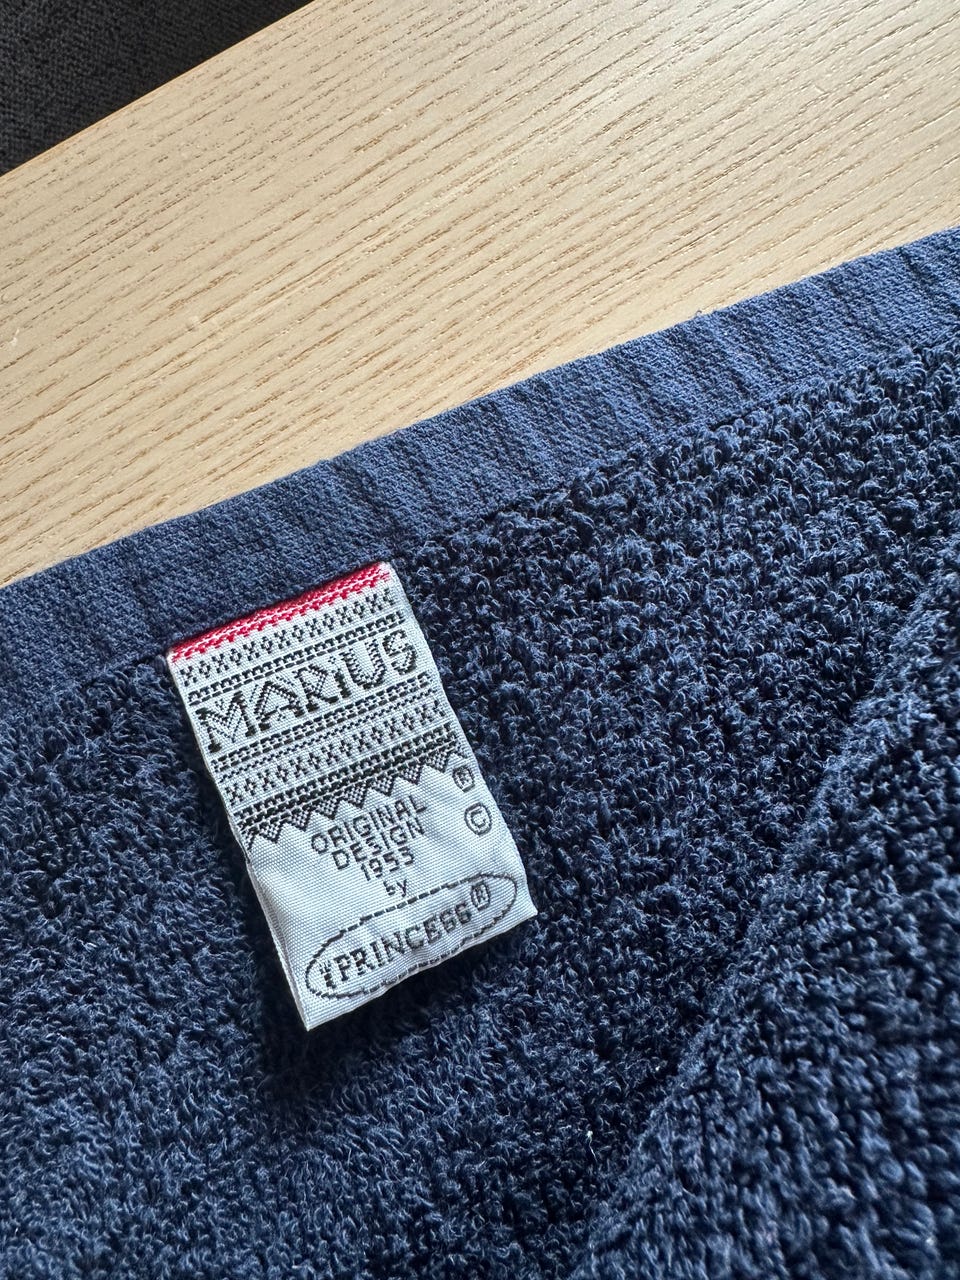 MARIUS
®
ORIGINAL
©
DESIGN
1953
by
PRINCESS®